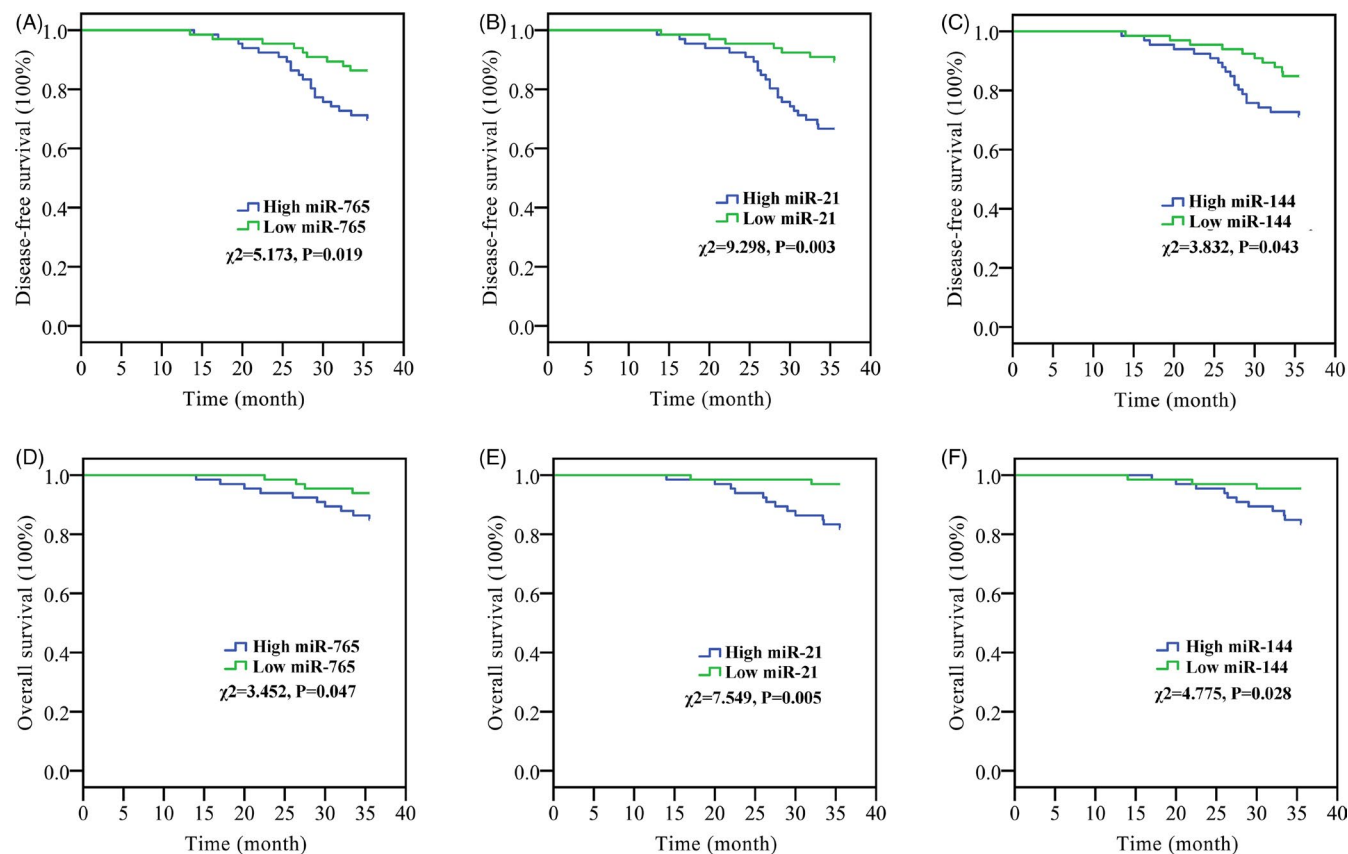 (A)
Disease-free survival (100%)
1.0
0.8
0.6
0.4
0.2
0.0
High miR-765
Low miR-765
χ2=5.173, P=0.019
0 5 10 15 20 25 30 35 40
Time (month)
(B)
Disease-free survival (100%)
1.0
0.8
0.6
0.4
0.2
0.0
High miR-21
Low miR-21
χ2=9.298, P=0.003
0 5 10 15 20 25 30 35 40
Time (month)
(C)
Disease-free survival (100%)
1.0
0.8
0.6
0.4
0.2
0.0
High miR-144
Low miR-144
χ2=3.832, P=0.043
0 5 10 15 20 25 30 35 40
Time (month)
(D)
Overall survival (100%)
1.0
0.8
0.6
0.4
0.2
0.0
High miR-765
Low miR-765
χ2=3.452, P=0.047
0 5 10 15 20 25 30 35 40
Time (month)
(E)
Overall survival (100%)
1.0
0.8
0.6
0.4
0.2
0.0
High miR-21
Low miR-21
χ2=7.549, P=0.005
0 5 10 15 20 25 30 35 40
Time (month)
(F)
Overall survival (100%)
1.0
0.8
0.6
0.4
0.2
0.0
High miR-144
Low miR-144
χ2=4.775, P=0.028
0 5 10 15 20 25 30 35 40
Time (month)